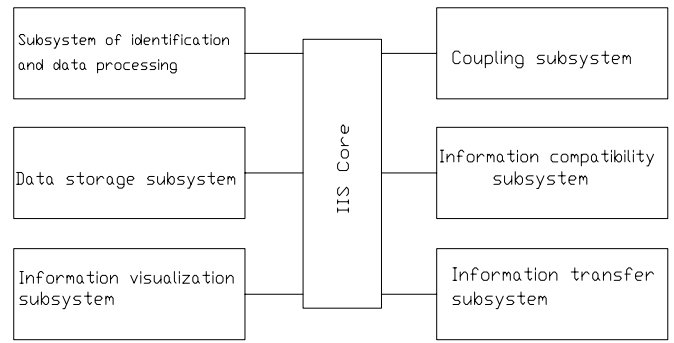 Subsystem of identification
and data processing
Data storage subsystem
Information visualization
subsystem
IIS Core
Coupling subsystem
Information compatibility
subsystem
Information transfer
subsystem